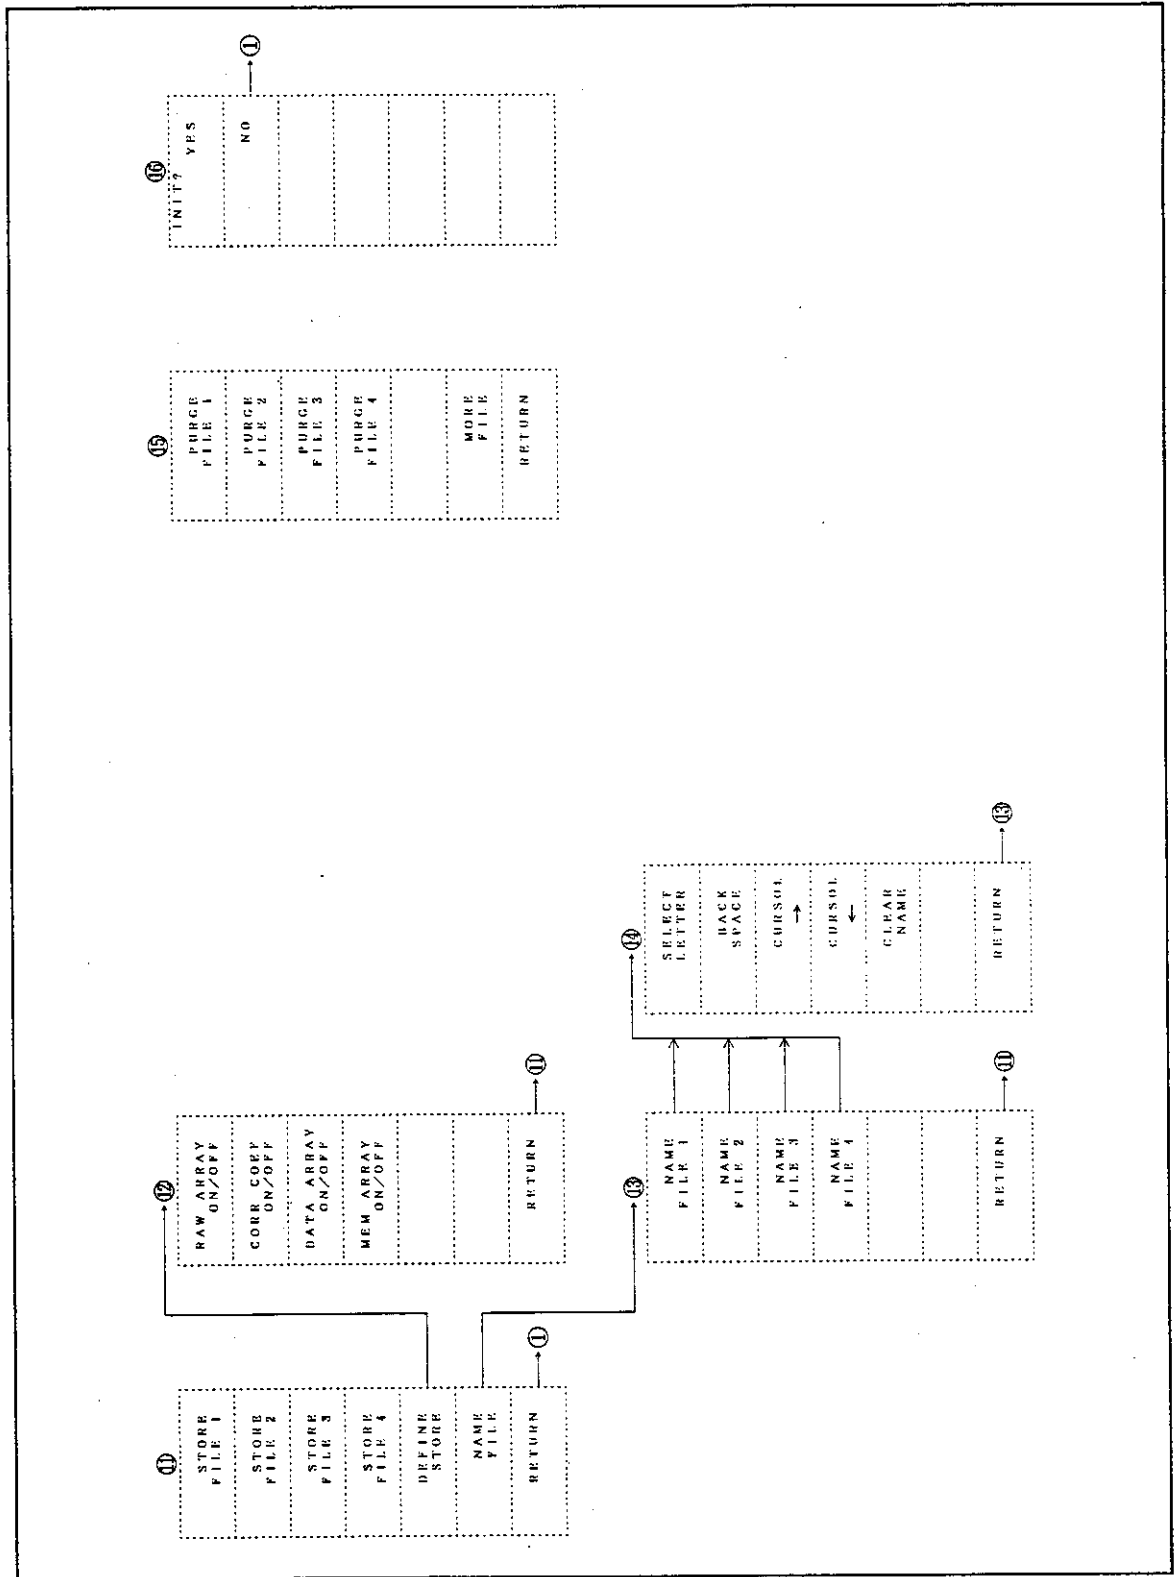 ⑪
STORE
FILE 1
STORE
FILE 2
STORE
FILE 3
STORE
FILE 4
DEFINE
STORE
NAME
FILE
RETURN
①
⑫
RAW ARRAY
ON/OFF
CORR COEF
ON/OFF
DATA ARRAY
ON/OFF
MEM ARRAY
ON/OFF
RETURN
⑪
⑬
NAME
FILE 1
NAME
FILE 2
NAME
FILE 3
NAME
FILE 4
RETURN
⑪
⑭
SELECT
LETTER
BACK
SPACE
CURSOL
→
CURSOL
←
CLEAR
NAME
RETURN
⑬
⑮
PURGE
FILE 1
PURGE
FILE 2
PURGE
FILE 3
PURGE
FILE 4
MORE
FILE
RETURN
⑯
INIT?
YES
NO
①